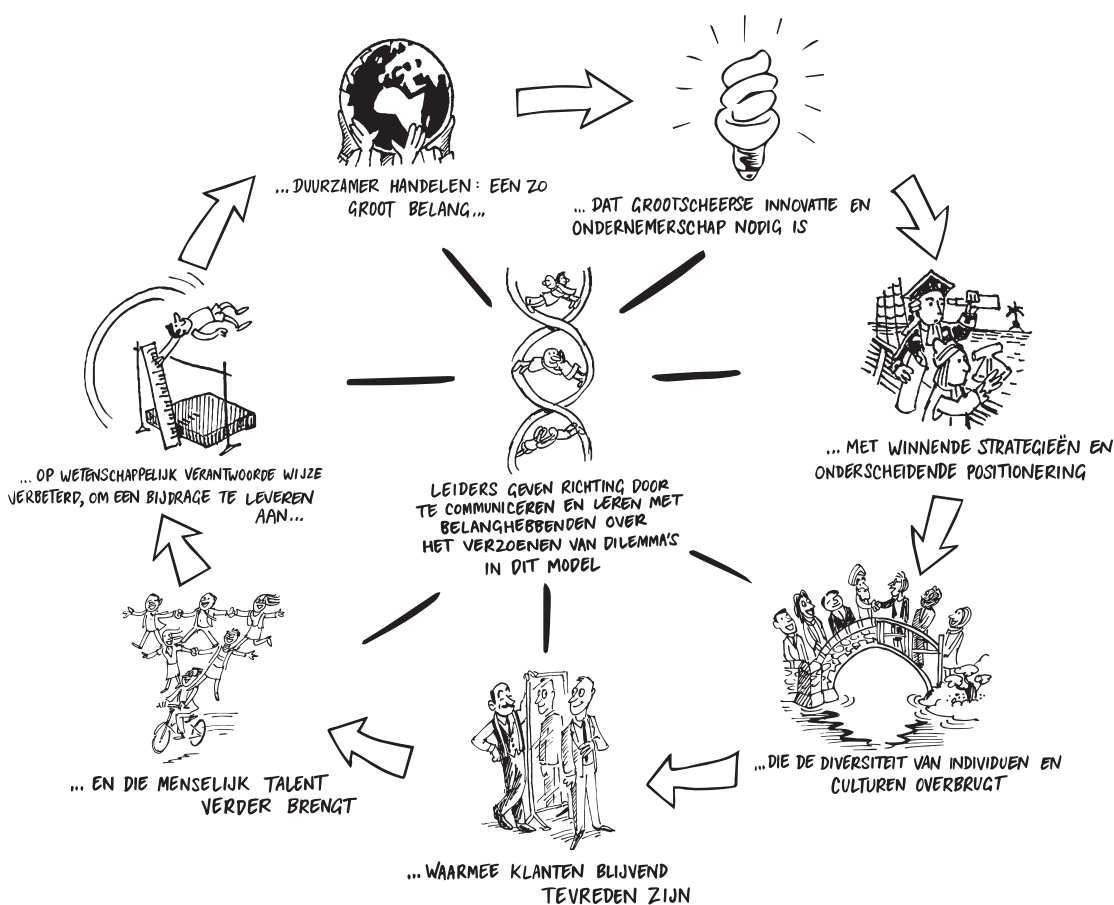 ...DUURZAMER HANDELEN: EEN ZO
GROOT BELANG...
... DAT GROOTSCHEEPSE INNOVATIE EN
ONDERNEMERSCHAP NODIG IS
... MET WINNENDE STRATEGIEËN EN
ONDERSCHEIDENDE POSITIONERING
...DIE DE DIVERSITEIT VAN INDIVIDUEN EN
CULTUREN OVERBRUGT
...WAARMEE KLANTEN BLIJVEND
TEVREDEN ZIJN
... EN DIE MENSELIJK TALENT
VERDER BRENGT
... OP WETENSCHAPPELIJK VERANTWOORDE WIJZE
VERBETERD, OM EEN BIJDRAGE TE LEVEREN
AAN...
LEIDERS GEVEN RICHTING DOOR
TE COMMUNICEREN EN LEREN MET
BELANGHEBBENDEN OVER
HET VERZOENEN VAN DILEMMA'S
IN DIT MODEL